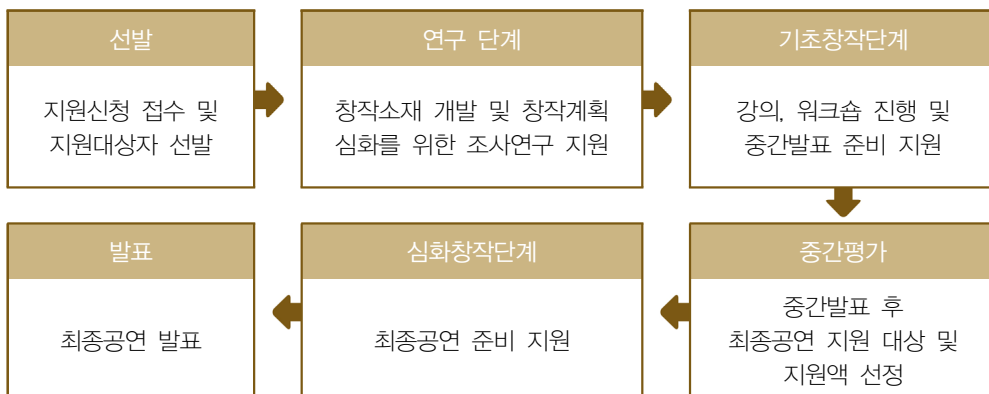 선발
지원신청 접수 및
지원대상자 선발
연구 단계
창작소재 개발 및 창작계획
심화를 위한 조사연구 지원
기초창작단계
강의, 워크숍 진행 및
중간발표 준비 지원
중간평가
중간발표 후
최종공연 지원 대상 및
지원액 선정
심화창작단계
최종공연 준비 지원
발표
최종공연 발표